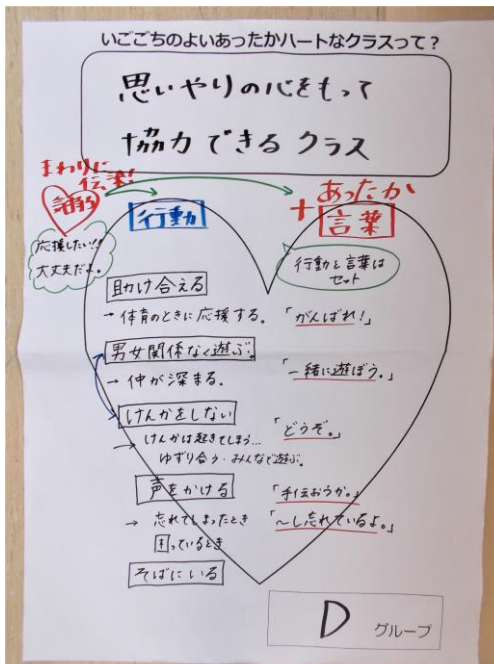 いごこちのよいあったかハートなクラスって？
思いやりの心をもって
協力できるクラス
まわりに
伝染!
応援したい!!
大丈夫だよ。
行動
あったか
+言葉
行動と言葉は
セット
助け合える
→体育のときに応援する。
「がんばれ!」
男女関係なく遊ぶ。
→仲が深まる。
「一緒に遊ぼう。」
けんかをしない
→けんかは起きてしまう…
ゆずり合う・みんなで遊ぶ。
「どうぞ。」
声をかける
→忘れてしまったとき
困っているとき
「手伝おうか。」
「〜し忘れているよ。」
そばにいる
D グループ